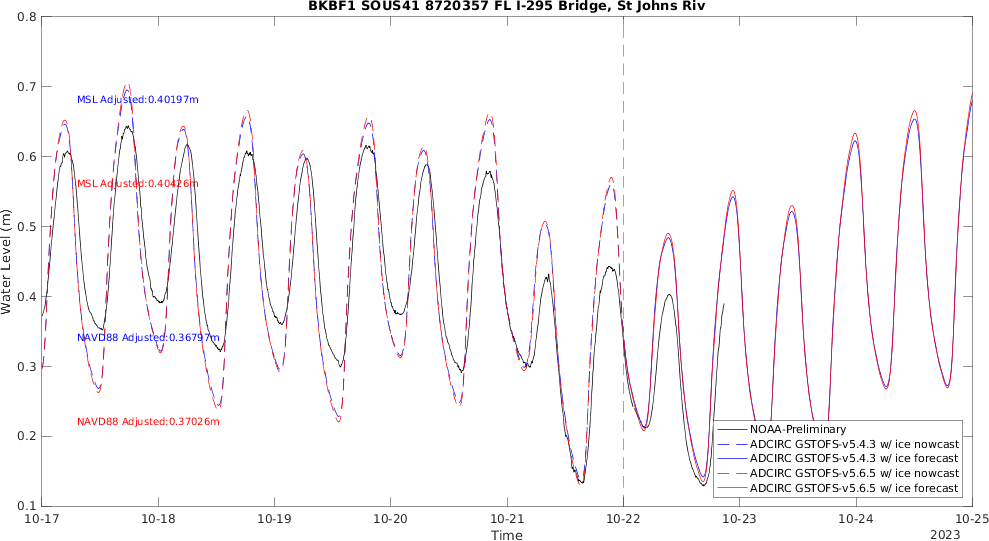 BKBF1 SOUS41 8720357 FL I-295 Bridge, St Johns Riv
0.8
0.7
0.6
0.5
0.4
0.3
0.2
0.1
Water Level (m)
MSL Adjusted:0.40197m
MSL Adjusted:0.40426m
NAVD88 Adjusted:0.36797m
NAVD88 Adjusted:0.37026m
NOAA-Preliminary
ADCIRC GSTOFS-v5.4.3 w/ ice nowcast
ADCIRC GSTOFS-v5.4.3 w/ ice forecast
ADCIRC GSTOFS-v5.6.5 w/ ice nowcast
ADCIRC GSTOFS-v5.6.5 w/ ice forecast
10-17 10-18 10-19 10-20 10-21 10-22 10-23 10-24 10-25
Time
2023